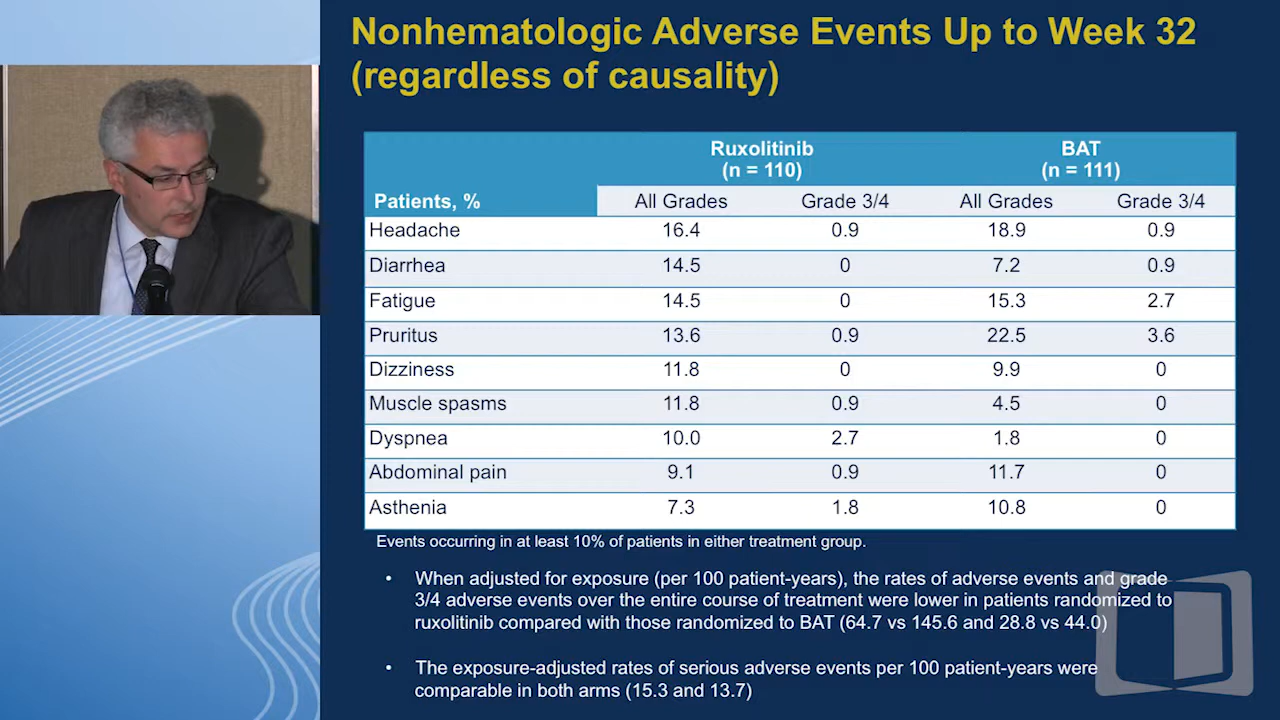 Nonhematologic Adverse Events Up to Week 32
(regardless of causality)
Ruxolitinib BAT
(n = 110) (n = 111)
Patients, % All Grades Grade 3/4 All Grades Grade 3/4
Headache 16.4 0.9 18.9 0.9
Diarrhea 14.5 0 7.2 0.9
Fatigue 14.5 0 15.3 2.7
Pruritus 13.6 0.9 22.5 3.6
Dizziness 11.8 0 9.9 0
Muscle spasms 11.8 0.9 4.5 0
Dyspnea 10.0 2.7 1.8 0
Abdominal pain 9.1 0.9 11.7 0
Asthenia 7.3 1.8 10.8 0
Events occurring in at least 10% of patients in either treatment group.
• When adjusted for exposure (per 100 patient-years), the rates of adverse events and grade
3/4 adverse events over the entire course of treatment were lower in patients randomized to
ruxolitinib compared with those randomized to BAT (64.7 vs 145.6 and 28.8 vs 44.0)
• The exposure-adjusted rates of serious adverse events per 100 patient-years were
comparable in both arms (15.3 and 13.7)